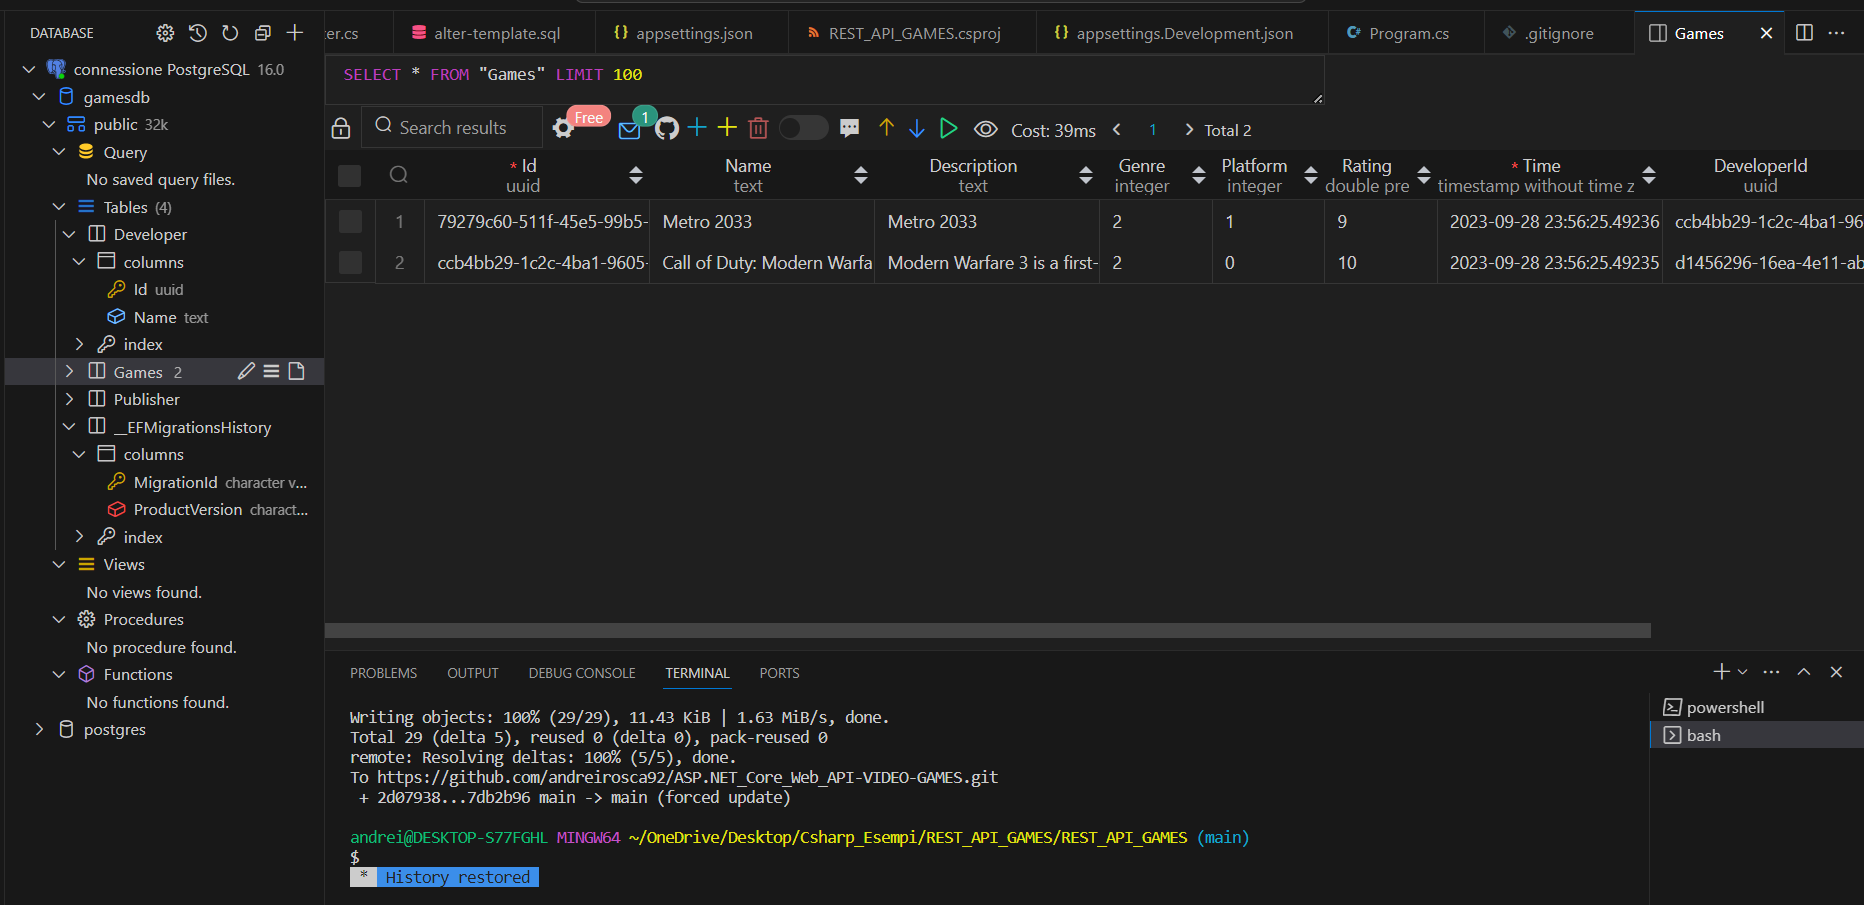 DATABASE
connessione PostgreSQL 16.0
gamesdb
public 32k
Query
No saved query files.
Tables (4)
Developer
columns
Id uuid
Name text
index
Games 2
Publisher
__EFMigrationsHistory
columns
MigrationId character v...
ProductVersion charact...
index
Views
No views found.
Procedures
No procedure found.
Functions
No functions found.
postgres
ter.cs
alter-template.sql
{} appsettings.json
REST_API_GAMES.csproj
{} appsettings.Development.json
C# Program.cs
.gitignore
Games
SELECT * FROM "Games" LIMIT 100
Search results
Free
1
Cost: 39ms
1
Total 2
* Id
uuid
Name
text
Description
text
Genre
integer
Platform
integer
Rating
double pre
* Time
timestamp without time z
DeveloperId
uuid
1 79279c60-511f-45e5-99b5- Metro 2033 Metro 2033 2 1 9 2023-09-28 23:56:25.49236 ccb4bb29-1c2c-4ba1-96
2 ccb4bb29-1c2c-4ba1-9605- Call of Duty: Modern Warfa Modern Warfare 3 is a first- 2 0 10 2023-09-28 23:56:25.49235 d1456296-16ea-4e11-ab
PROBLEMS OUTPUT DEBUG CONSOLE TERMINAL PORTS
Writing objects: 100% (29/29), 11.43 KiB | 1.63 MiB/s, done.
Total 29 (delta 5), reused 0 (delta 0), pack-reused 0
remote: Resolving deltas: 100% (5/5), done.
To https://github.com/andreirosca92/ASP.NET_Core_Web_API-VIDEO-GAMES.git
+ 2d07938...7db2b96 main -> main (forced update)
andrei@DESKTOP-S77FGHL MINGW64 ~/OneDrive/Desktop/Csharp_Esempi/REST_API_GAMES/REST_API_GAMES (main)
$
* History restored
powershell
bash